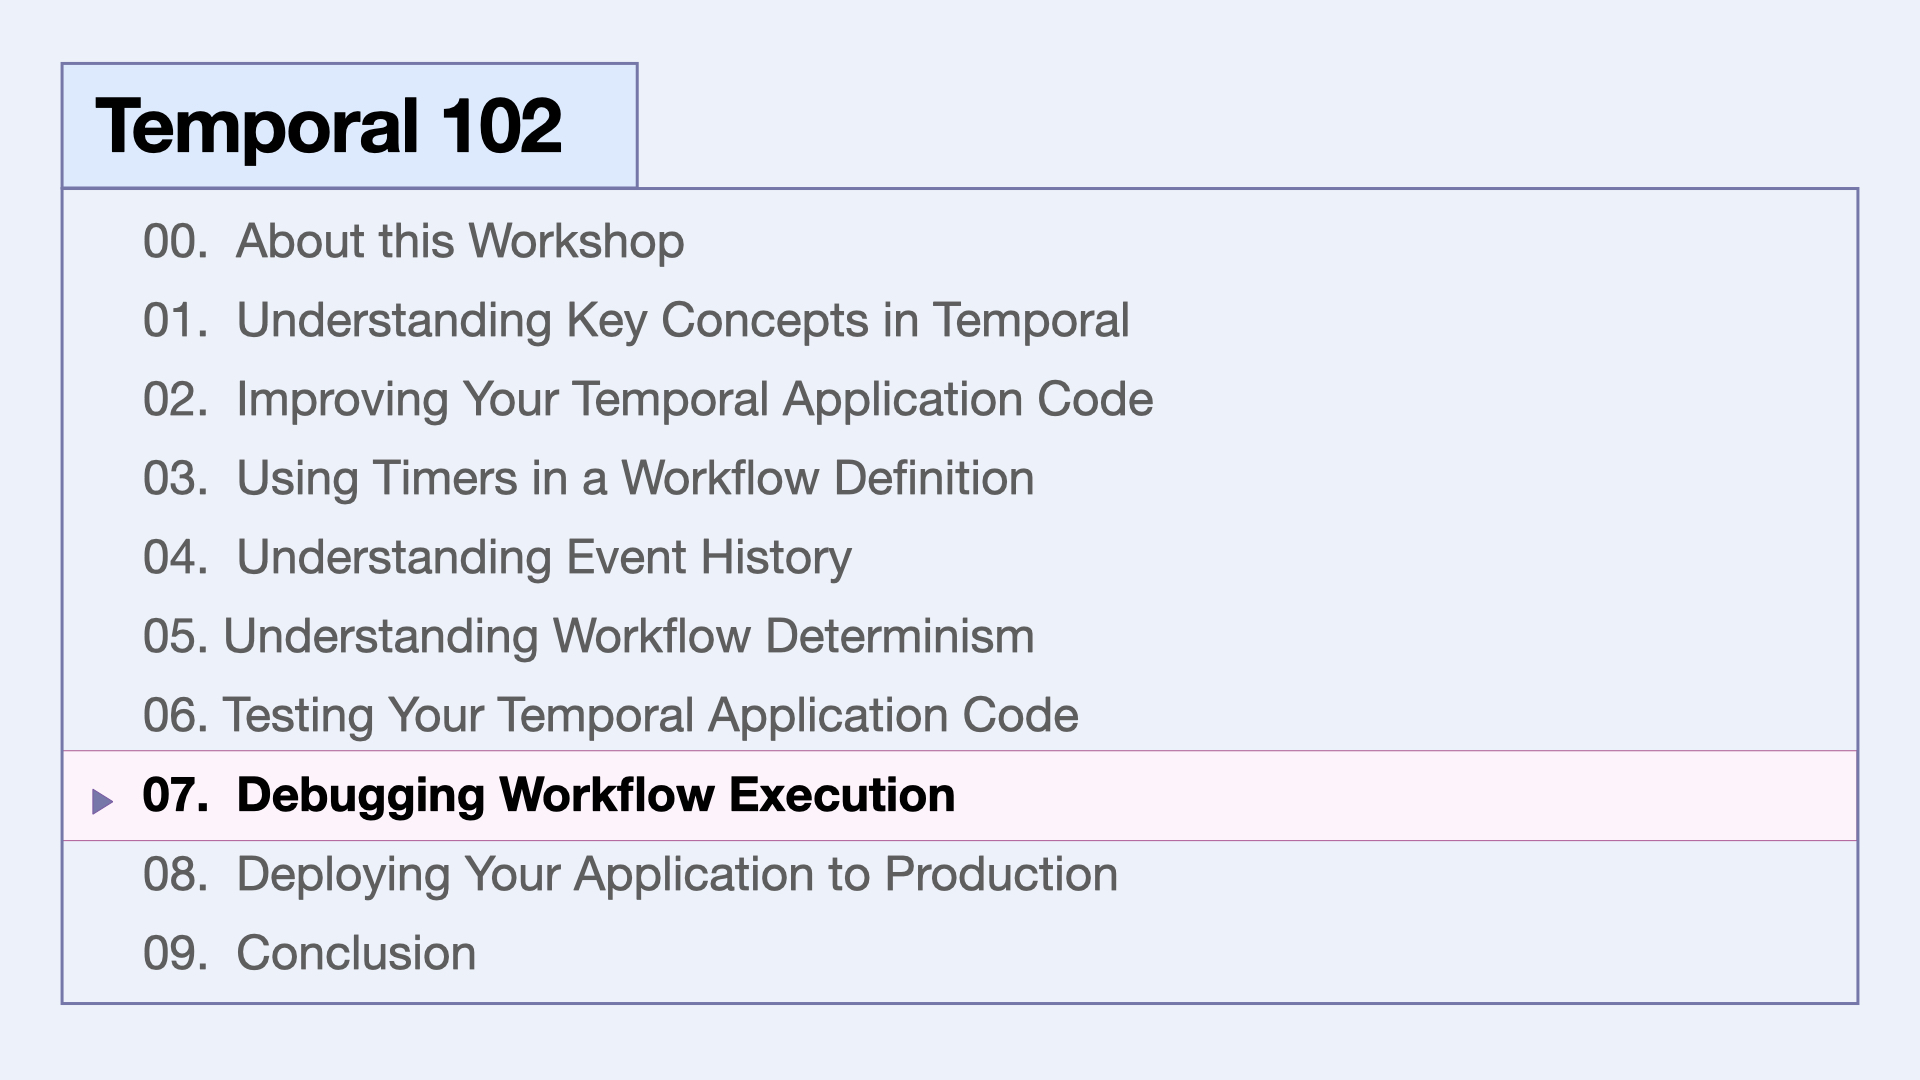 Temporal 102
00. About this Workshop
01. Understanding Key Concepts in Temporal
02. Improving Your Temporal Application Code
03. Using Timers in a Workflow Definition
04. Understanding Event History
05. Understanding Workflow Determinism
06. Testing Your Temporal Application Code
07. Debugging Workflow Execution
08. Deploying Your Application to Production
09. Conclusion